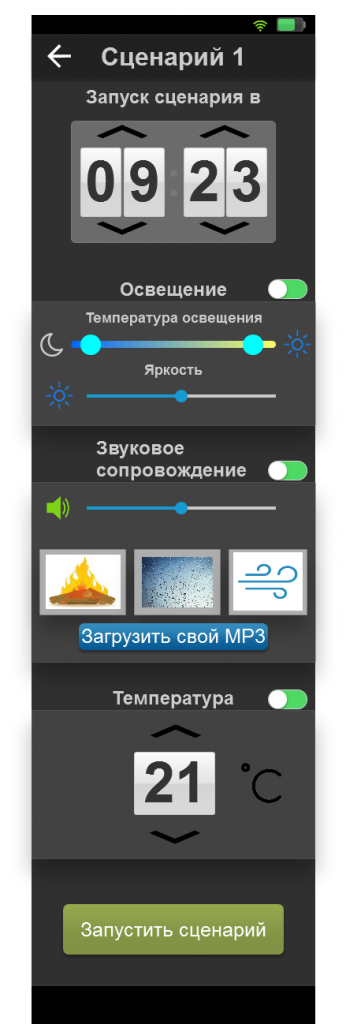 Сценарий 1
Запуск сценария в
09:23
Освещение
Температура освещения
Яркость
Звуковое
сопровождение
Загрузить свой MP3
Температура
21 °C
Запустить сценарий